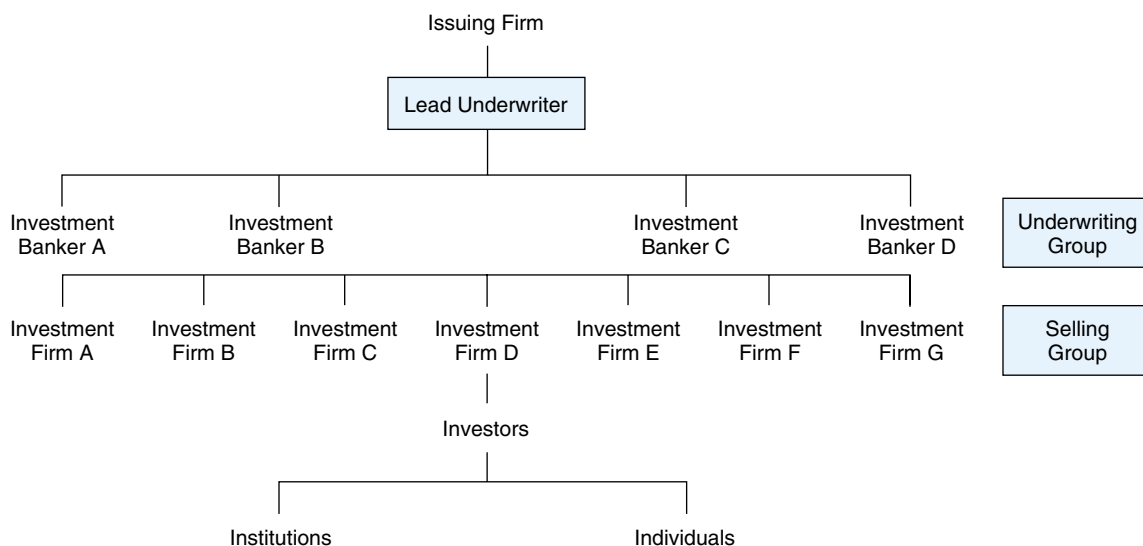 Issuing Firm
Lead Underwriter
Investment
Banker A
Investment
Banker B
Investment
Banker C
Investment
Banker D
Underwriting
Group
Investment
Firm A
Investment
Firm B
Investment
Firm C
Investment
Firm D
Investment
Firm E
Investment
Firm F
Investment
Firm G
Selling
Group
Investors
Institutions
Individuals